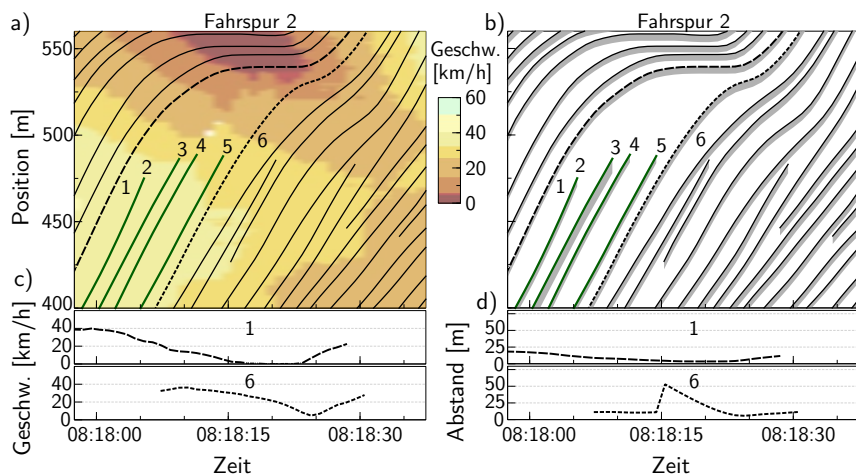 a) Fahrspur 2
Geschw. [km/h]
Position [m]
550
500
450
400
60
40
20
0
1 2 3 4 5 6
b) Fahrspur 2
1 2 3 4 5 6
c)
Geschw. [km/h]
40
20
0
1
40
20
0
6
08:18:00 08:18:15 08:18:30
Zeit
d)
Abstand [m]
75
50
25
0
1
75
50
25
0
6
08:18:00 08:18:15 08:18:30
Zeit